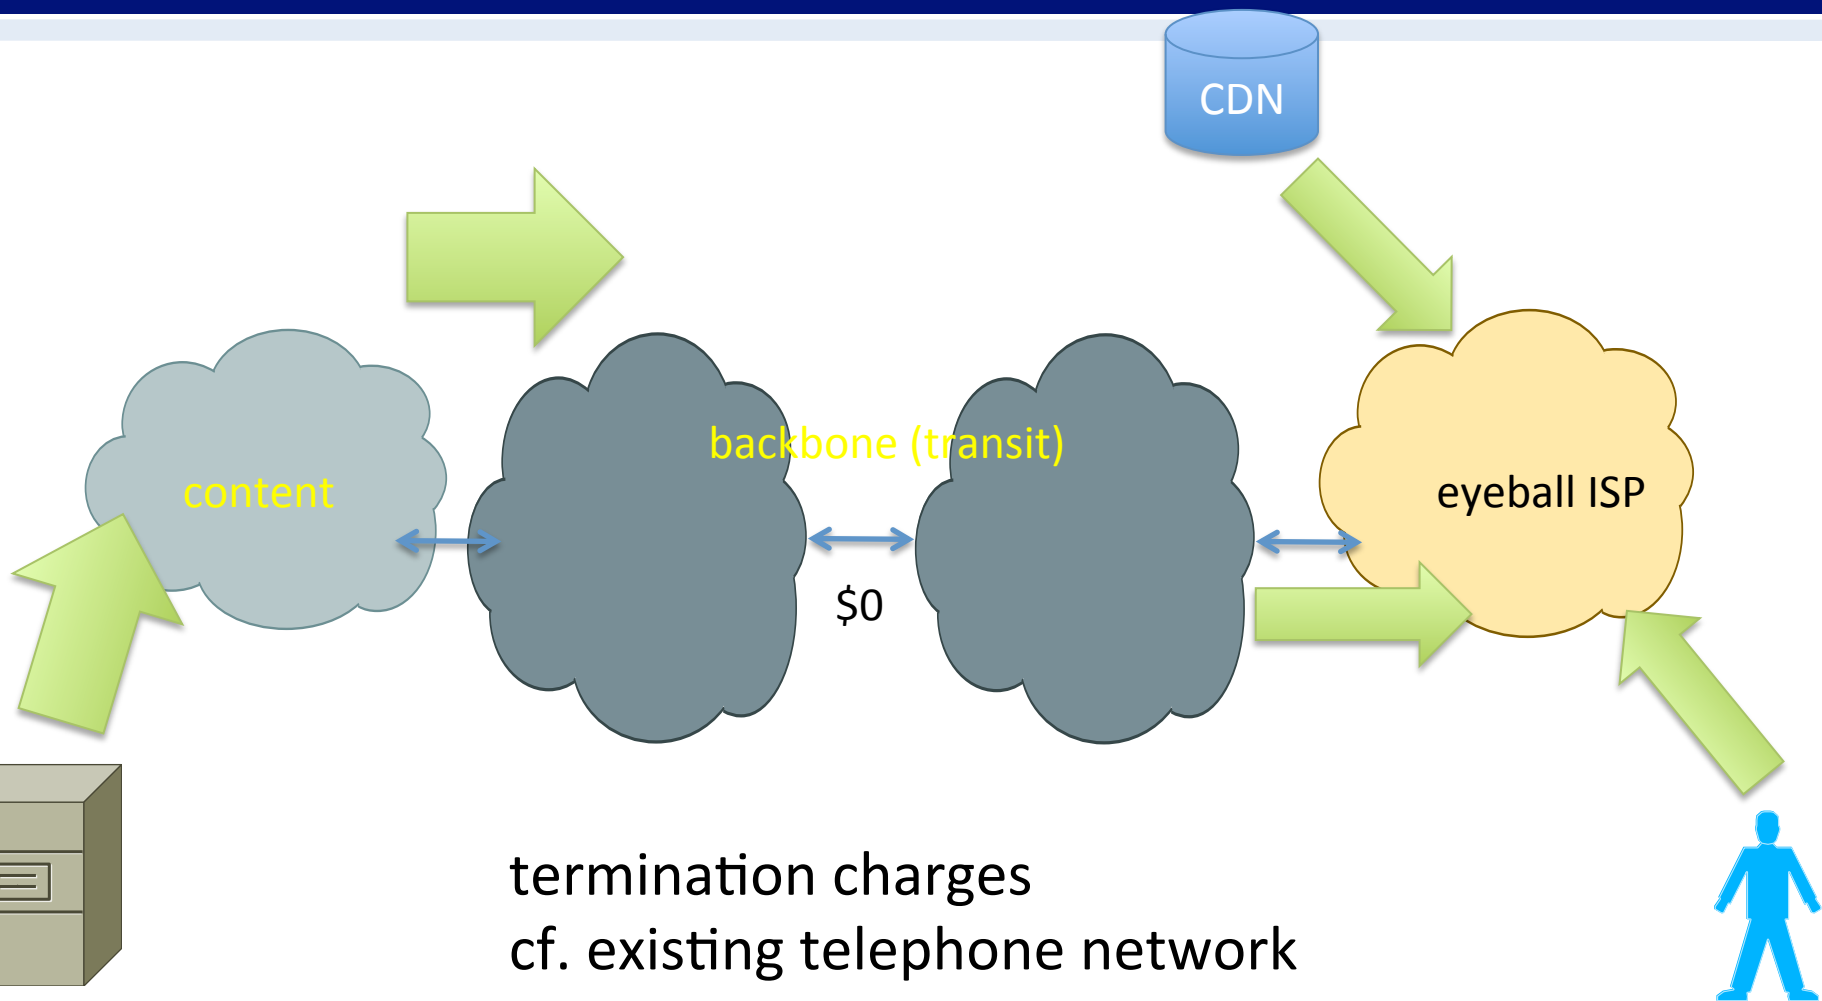 CDN
backbone (transit)
content
eyeball ISP
$0
termination charges
cf. existing telephone network